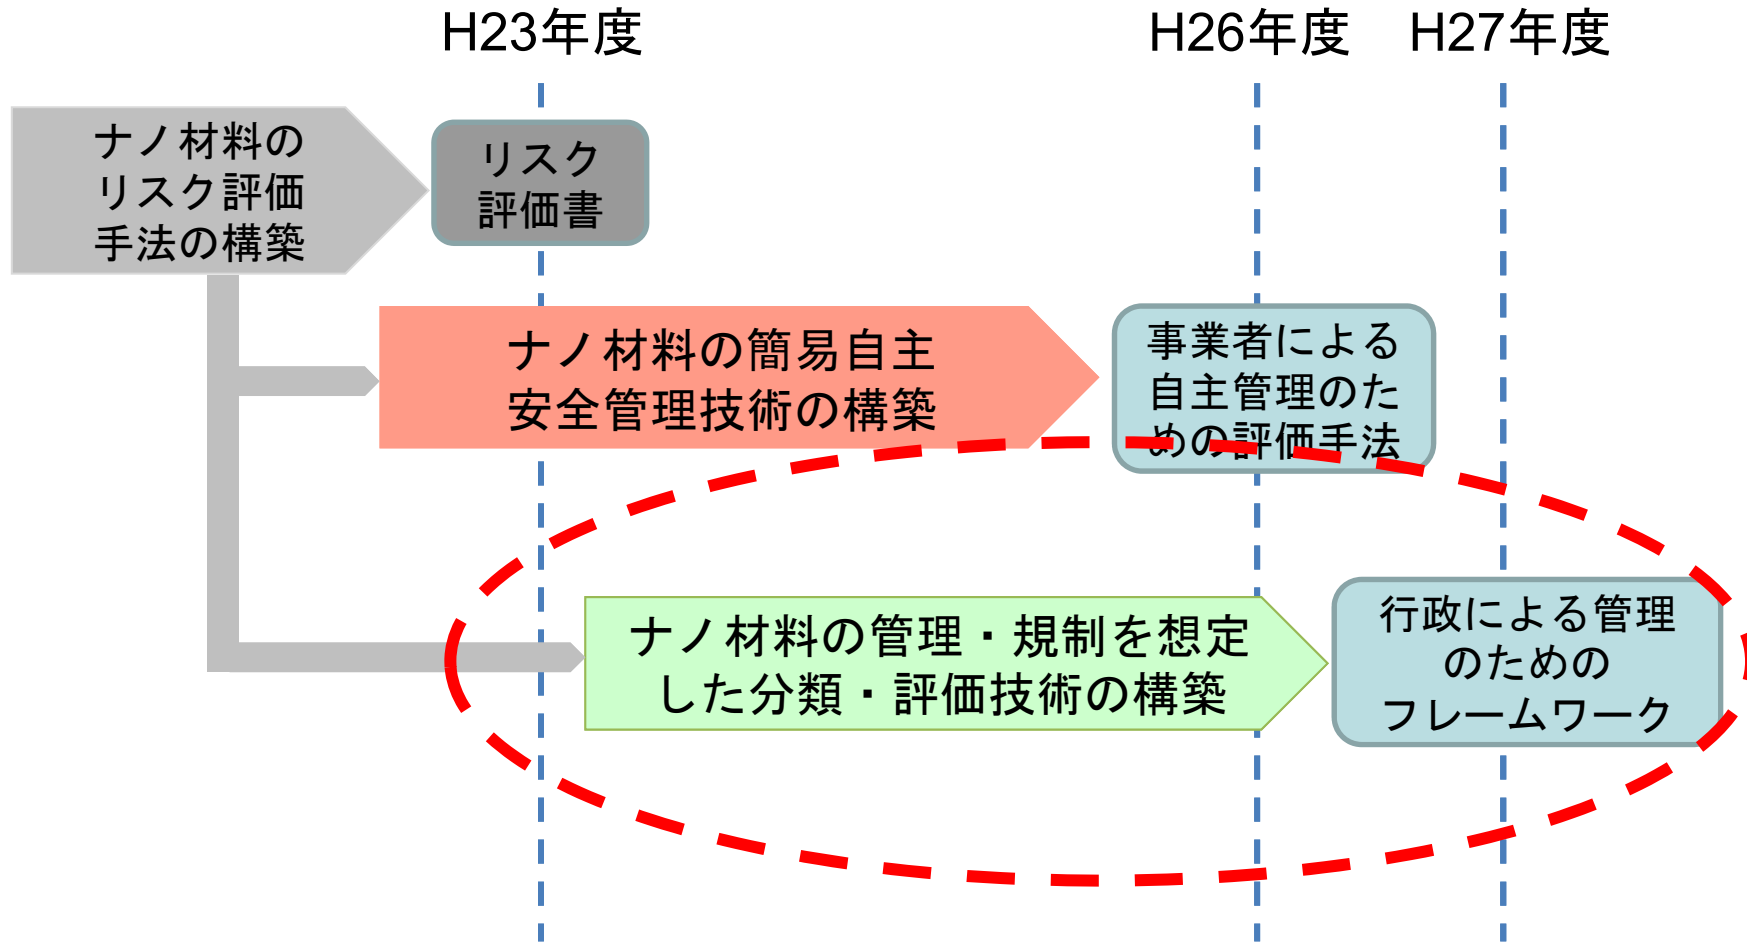 H23年度
H26年度
H27年度
ナノ材料の
リスク評価
手法の構築
リスク
評価書
ナノ材料の簡易自主
安全管理技術の構築
事業者による
自主管理のた
めの評価手法
ナノ材料の管理・規制を想定
した分類・評価技術の構築
行政による管理
のための
フレームワーク